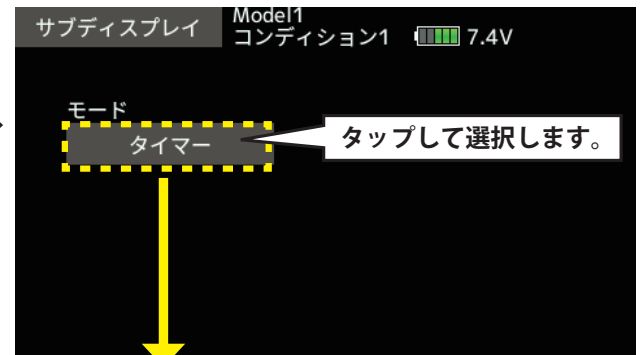 サブディスプレイ
Model1
コンディション1 7.4V
モード
タイマー
タップして選択します。